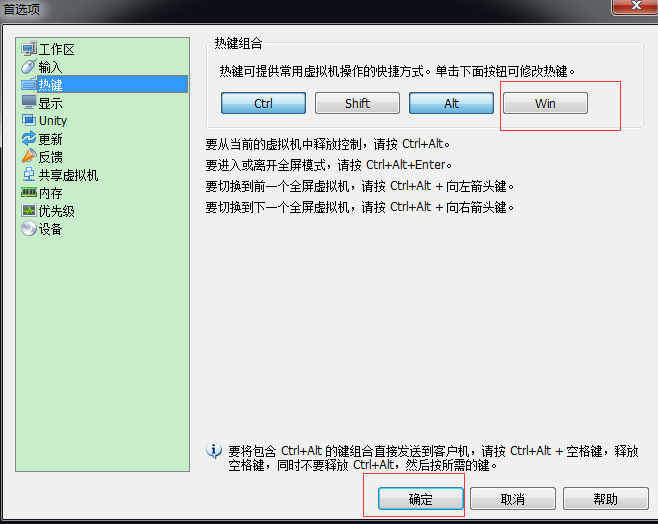 首选项
工作区
输入
热键
显示
Unity
更新
反馈
共享虚拟机
内存
优先级
设备
热键组合
热键可提供常用虚拟机操作的快捷方式。单击下面按钮可修改热键。
Ctrl Shift Alt Win
要从当前的虚拟机中释放控制，请按 Ctrl+Alt。
要进入或离开全屏模式，请按 Ctrl+Alt+Enter。
要切换到前一个全屏虚拟机，请按 Ctrl+Alt + 向左箭头键。
要切换到下一个全屏虚拟机，请按 Ctrl+Alt + 向右箭头键。
要将包含 Ctrl+Alt 的键组合直接发送到客户机，请按 Ctrl+Alt + 空格键，释放
空格键，同时不要释放 Ctrl+Alt，然后按所需的键。
确定 取消 帮助